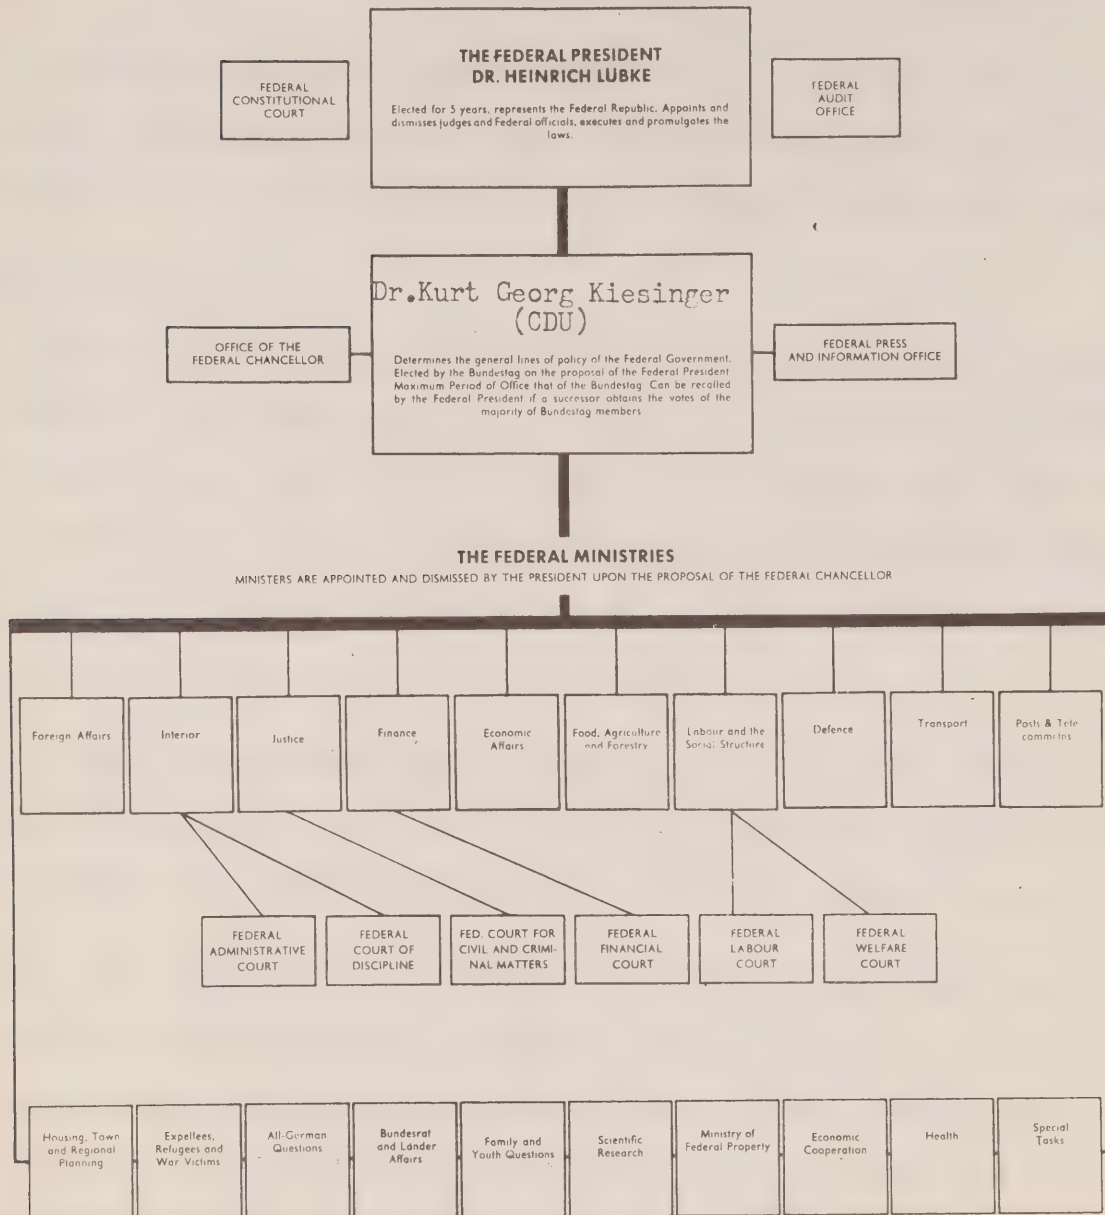 THE FEDERAL PRESIDENT
DR. HEINRICH LÜBKE
Elected for 5 years, represents the Federal Republic. Appoints and
dismisses judges and Federal officials, executes and promulgates the
laws.
FEDERAL
CONSTITUTIONAL
COURT
FEDERAL
AUDIT
OFFICE
Dr.Kurt Georg Kiesinger
(CDU)
Determines the general lines of policy of the Federal Government.
Elected by the Bundestag on the proposal of the Federal President
Maximum Period of Office that of the Bundestag Can be recalled
by the Federal President if a successor obtains the votes of the
majority of Bundestag members
OFFICE OF THE
FEDERAL CHANCELLOR
FEDERAL PRESS
AND INFORMATION OFFICE
THE FEDERAL MINISTRIES
MINISTERS ARE APPOINTED AND DISMISSED BY THE PRESIDENT UPON THE PROPOSAL OF THE FEDERAL CHANCELLOR
Foreign Affairs
Interior
Justice
Finance
Economic
Affairs
Food, Agriculture
and Forestry
Labour and the
Social Structure
Defence
Transport
Posts & Tele
FEDERAL
ADMINISTRATIVE
COURT
FEDERAL
COURT OF
DISCIPLINE
FED. COURT FOR
CIVIL AND CRIMI-
NAL MATTERS
FEDERAL
FINANCIAL
COURT
FEDERAL
LABOUR
COURT
FEDERAL
WELFARE
COURT
Housing, Town
and Regional
Planning
Expellees,
Refugees and
War Victims
All-German
Questions
Bundesrat
and Länder
Affairs
Family and
Youth Questions
Scientific
Research
Ministry of
Federal Property
Economic
Cooperation
Health
Special
Tasks